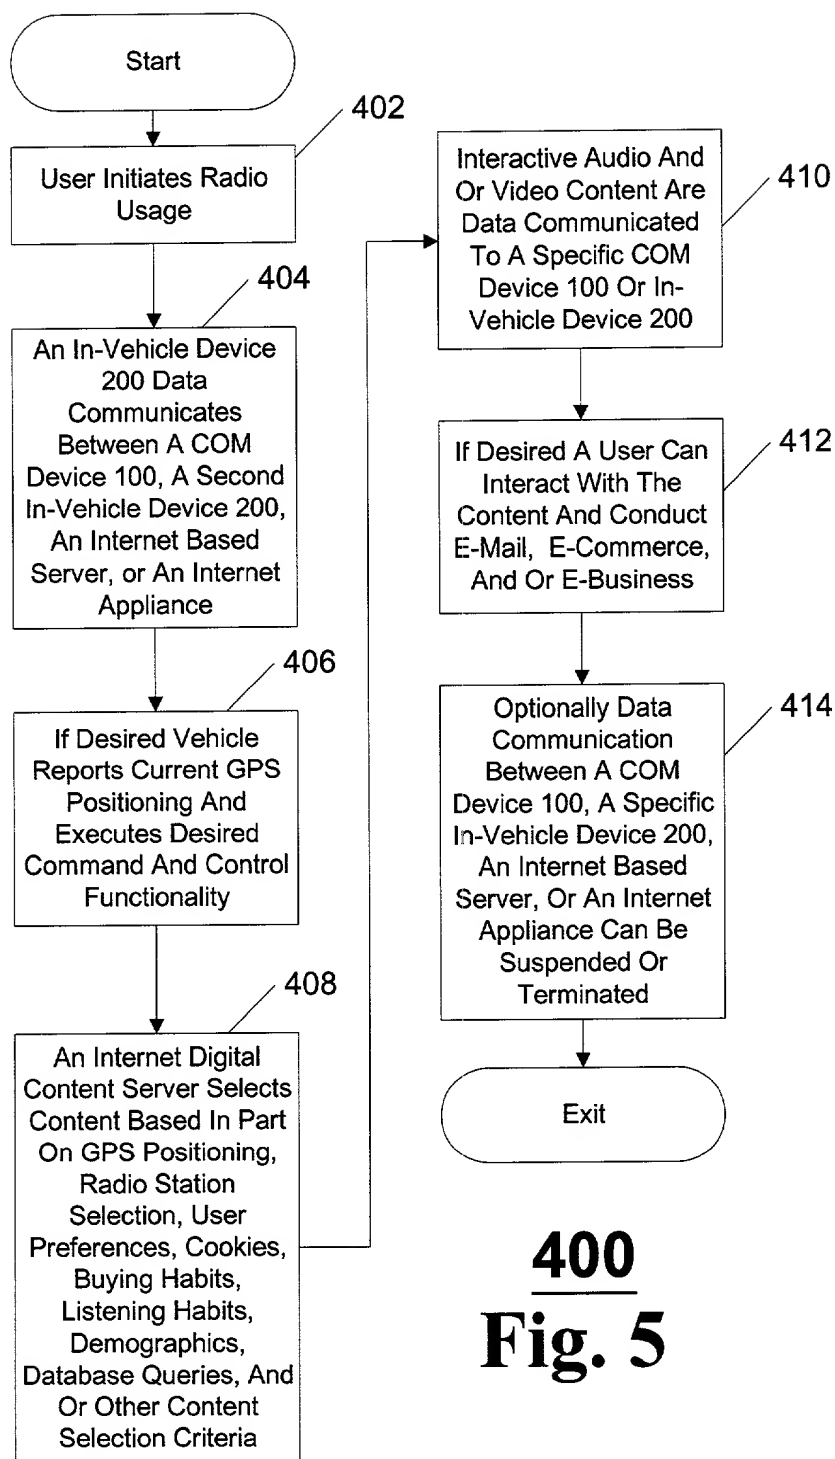 Start
402
User Initiates Radio
Usage
404
An In-Vehicle Device
200 Data
Communicates
Between A COM
Device 100, A Second
In-Vehicle Device 200,
An Internet Based
Server, or An Internet
Appliance
406
If Desired Vehicle
Reports Current GPS
Positioning And
Executes Desired
Command And Control
Functionality
408
An Internet Digital
Content Server Selects
Content Based In Part
On GPS Positioning,
Radio Station
Selection, User
Preferences, Cookies,
Buying Habits,
Listening Habits,
Demographics,
Database Queries, And
Or Other Content
Selection Criteria
Interactive Audio And
Or Video Content Are
Data Communicated
To A Specific COM
Device 100 Or In-
Vehicle Device 200
410
If Desired A User Can
Interact With The
Content And Conduct
E-Mail, E-Commerce,
And Or E-Business
412
Optionally Data
Communication
Between A COM
Device 100, A Specific
In-Vehicle Device 200,
An Internet Based
Server, Or An Internet
Appliance Can Be
Suspended Or
Terminated
414
Exit
400
Fig. 5